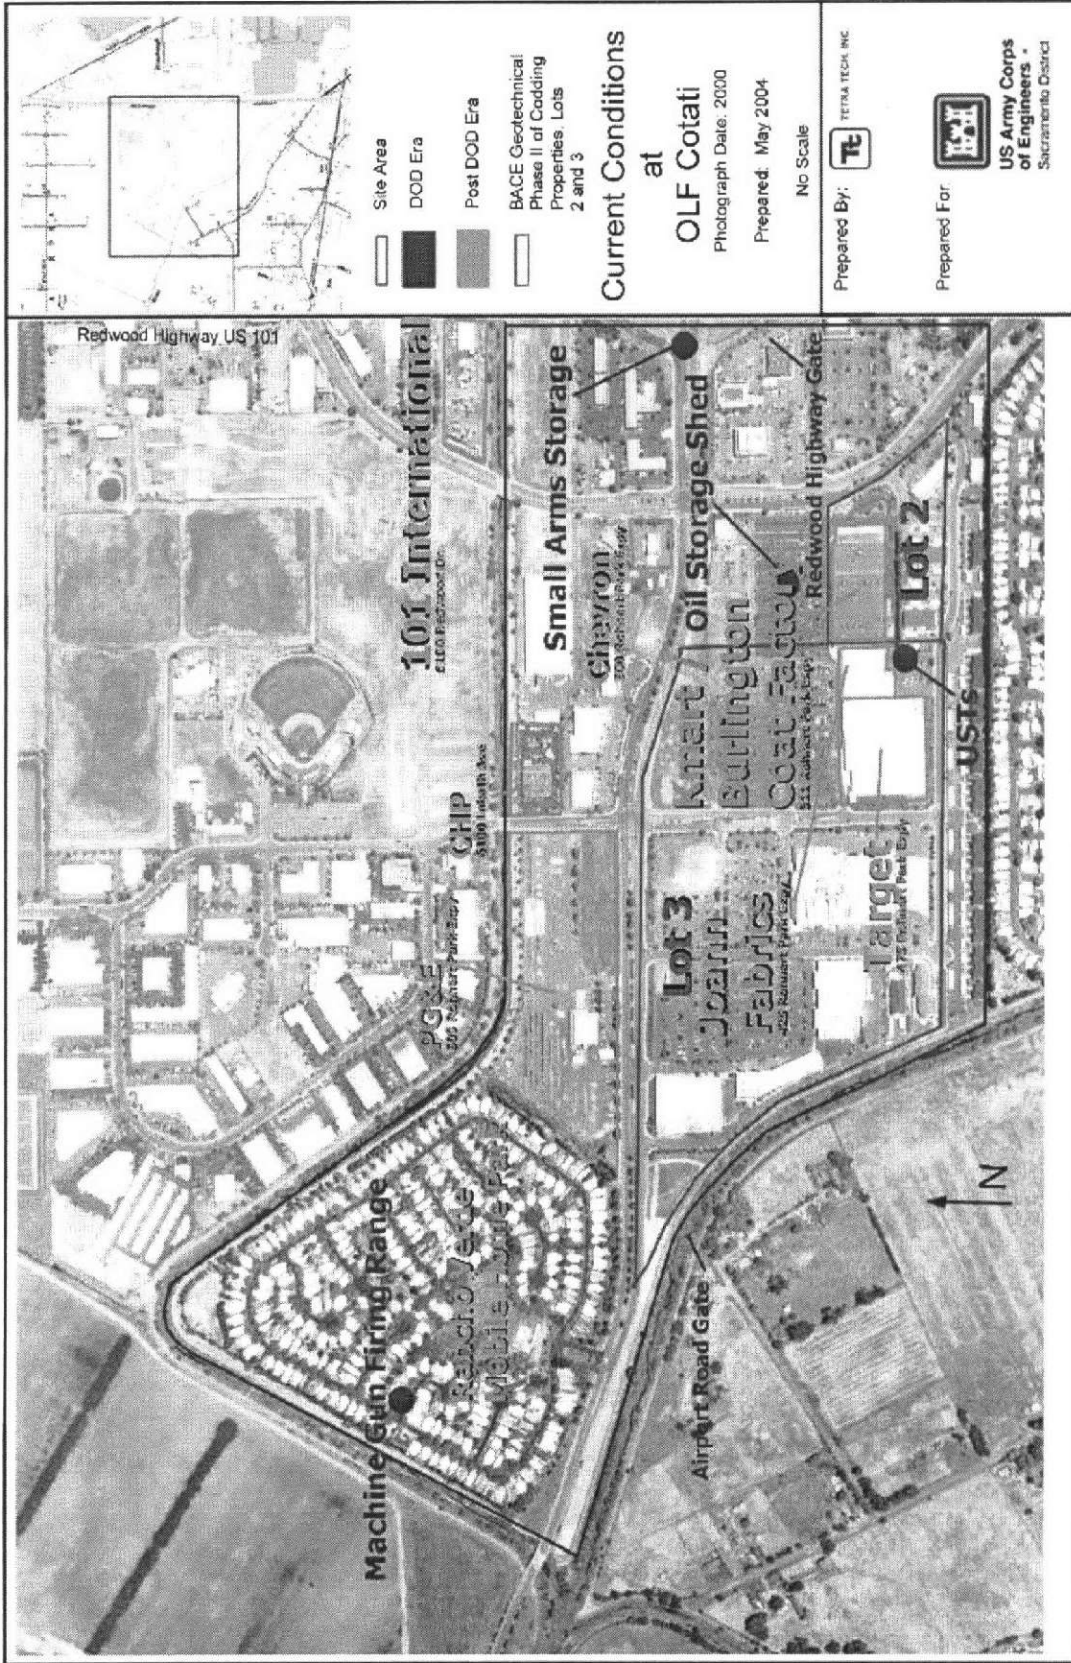 Redwood Highway US 101
101 International
Small Arms Storage
Chevron
Oil Storage Shed
Redwood Highway Gate
Lot 2
CHP
Kmart /
Burlington
Coat Factory
USTs
PG&E
Lot 3
Joann
Fabrics
Target
Machine Gun Firing Range
Rancho Verde
Mobile Home Park
Airport Road Gate
N
Site Area
DOD Era
Post DOD Era
BACE Geotechnical
Phase II of Codding
Properties, Lots
2 and 3
Current Conditions
at
OLF Cotati
Photograph Date: 2000
Prepared: May 2004
No Scale
Prepared By:
Tt
TETRA TECH, INC
Prepared For
US Army Corps
of Engineers -
Sacramento District